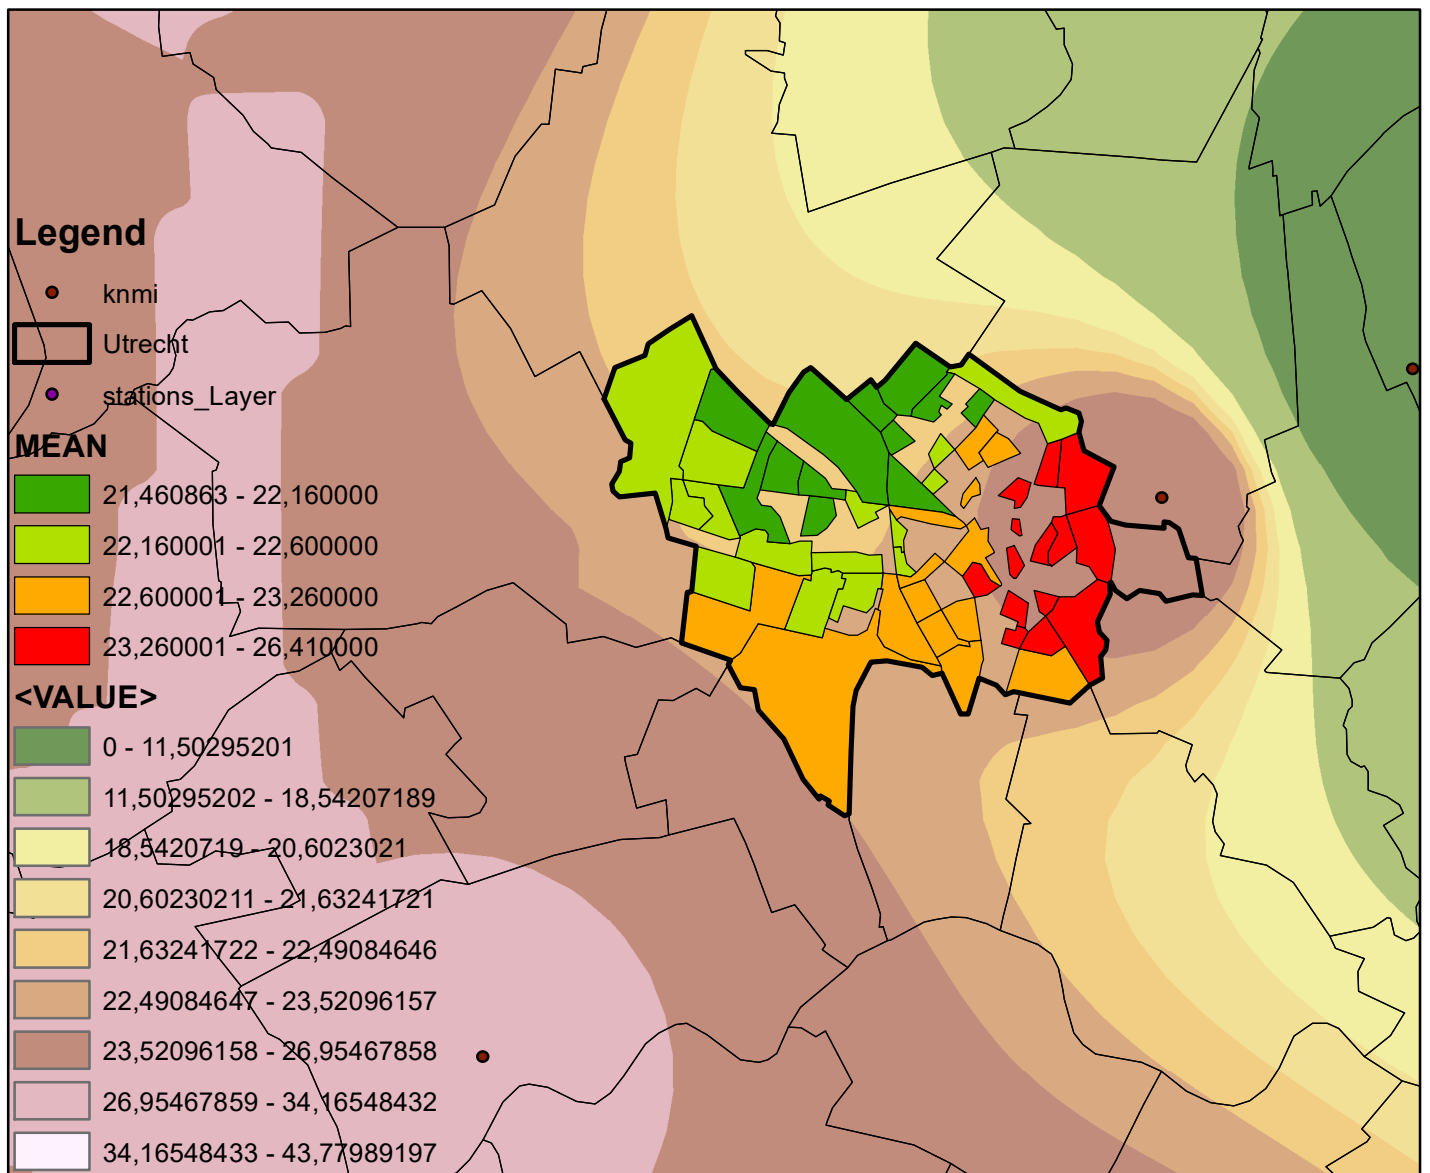 Legend
knmi
Utrecht
stations_Layer
MEAN
21,460863 - 22,160000
22,160001 - 22,600000
22,600001 - 23,260000
23,260001 - 26,410000
<VALUE>
0 - 11,50295201
11,50295202 - 18,54207189
18,5420719 - 20,6023021
20,60230211 - 21,63241721
21,63241722 - 22,49084646
22,49084647 - 23,52096157
23,52096158 - 26,95467858
26,95467859 - 34,16548432
34,16548433 - 43,77989197